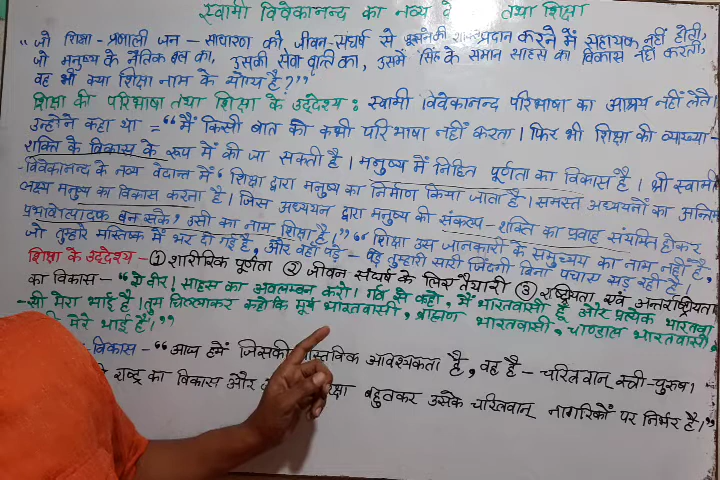 स्वामी विवेकानन्द का नव्य वे तथा शिक्षा
"जो शिक्षा-प्रणाली जन-साधारण को जीवन-संघर्ष से प्रदान करने में सहायक नहीं होती,
जो मनुष्य के नैतिक बल का, उसकी सेवा वृत्ति का, उसमें सिंह के समान साहस का विकास नहीं करती,
वह भी क्या शिक्षा नाम के योग्य है?"
शिक्षा की परिभाषा तथा शिक्षा के उद्देश्य: स्वामी विवेकानन्द परिभाषा का आश्रय नहीं लेते।
उन्होंने कहा था = "मैं किसी बात की कभी परिभाषा नहीं करता। फिर भी शिक्षा की व्याख्या-
शक्ति के विकास के रूप में की जा सकती है। मनुष्य में निहित पूर्णता का विकास है। श्री स्वामी
-विवेकानन्द के नव्य वेदान्त में "शिक्षा द्वारा मनुष्य का निर्माण किया जाता है। समस्त अध्ययनों का अन्तिम
लक्ष्य मनुष्य का विकास करना है। जिस अध्ययन द्वारा मनुष्य की संकल्प-शक्ति का प्रवाह संयमित होकर
प्रभावोत्पादक बन सके, उसी का नाम शिक्षा है।" "शिक्षा उस जानकारी के समुच्चय का नाम नहीं है,
जो तुम्हारे मस्तिष्क में भर दी गई है, और वहाँ पड़े-पड़े तुम्हारी सारी जिंदगी बिना पचाए सड़ रही है।
शिक्षा के उद्देश्य-① शारीरिक पूर्णता ② जीवन संघर्ष के लिए तैयारी ③ राष्ट्रियता एवं अन्तर्राष्ट्रियता
का विकास-"हे वीर! साहस का अवलम्बन करो। गर्व से कहो, मैं भारतवासी हूँ और प्रत्येक भारतवा
-सी मेरा भाई है। तुम चिल्लाकर कहो कि मूर्ख भारतवासी, ब्राह्मण भारतवासी, चाण्डाल भारतवासी,
मेरे भाई है।"
विकास-"आज हमें जिसकी वास्तविक आवश्यकता है, वह है-चरित्रवान् स्त्री-पुरुष।
राष्ट्र का विकास और रक्षा बहुतकर उसके चरित्रवान् नागरिकों पर निर्भर है।"